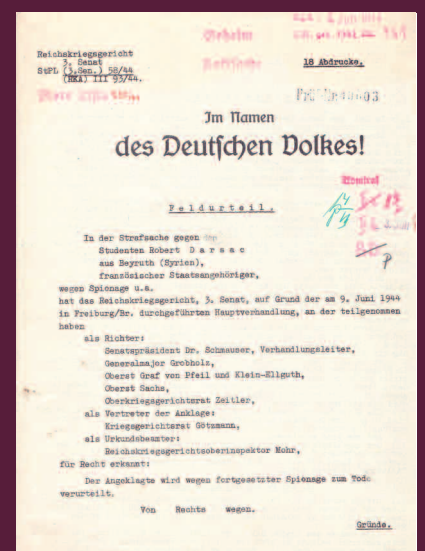 Geheim
Reichskriegsgericht
3. Senat
StPL (3.Sen.) 58/44
(RKA) III 93/44.
18 Abdrucke.
Im Namen
des Deutschen Volkes!
Feldurteil.
In der Strafsache gegen den
Studenten Robert Darsac
aus Beyruth (Syrien),
französischer Staatsangehöriger,
wegen Spionage u.a.
hat das Reichskriegsgericht, 3. Senat, auf Grund der am 9. Juni 1944
in Freiburg/Br. durchgeführten Hauptverhandlung, an der teilgenommen
haben
als Richter:
Senatspräsident Dr. Schmauser, Verhandlungsleiter,
Generalmajor Grobholz,
Oberst Graf von Pfeil und Klein-Ellguth,
Oberst Sachs,
Oberkriegsgerichtsrat Zeitler,
als Vertreter der Anklage:
Kriegsgerichtsrat Götzmann,
als Urkundsbeamter:
Reichskriegsgerichtsoberinspektor Mohr,
für Recht erkannt:
Der Angeklagte wird wegen fortgesetzter Spionage zum Tode
verurteilt.
Von Rechts wegen.
Gründe.